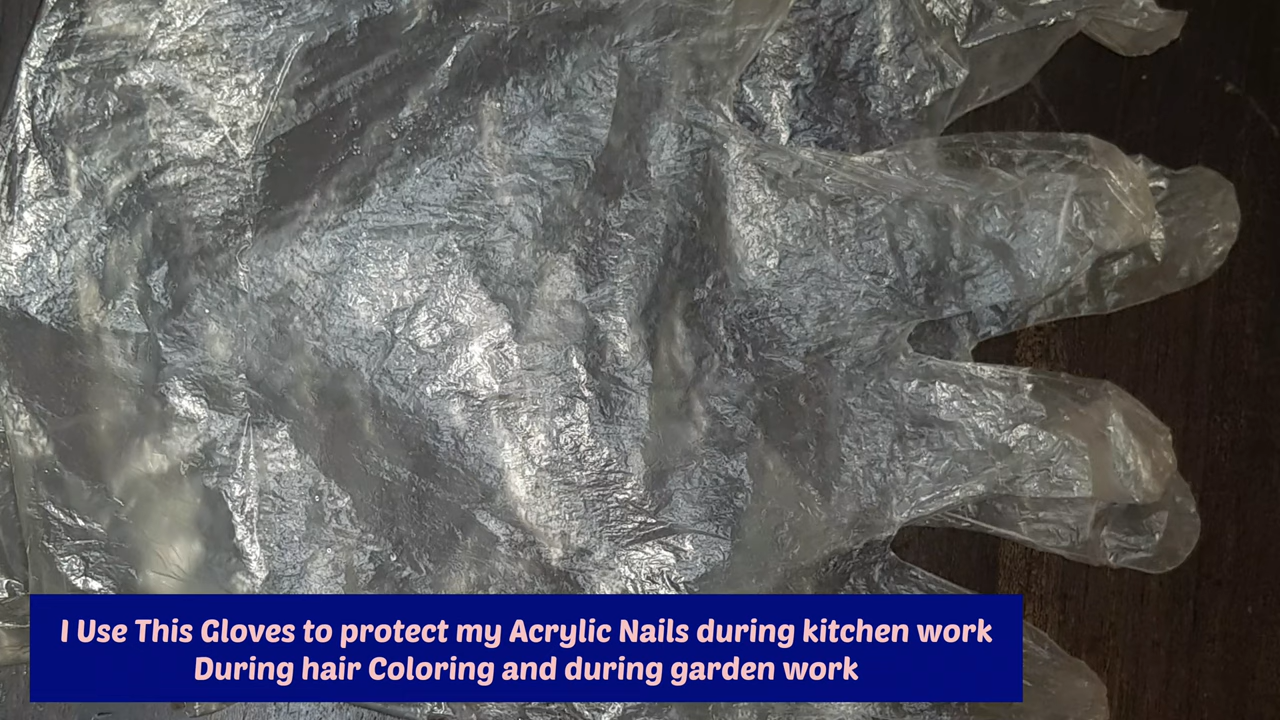 I Use This Gloves to protect my Acrylic Nails during kitchen work
During hair Coloring and during garden work